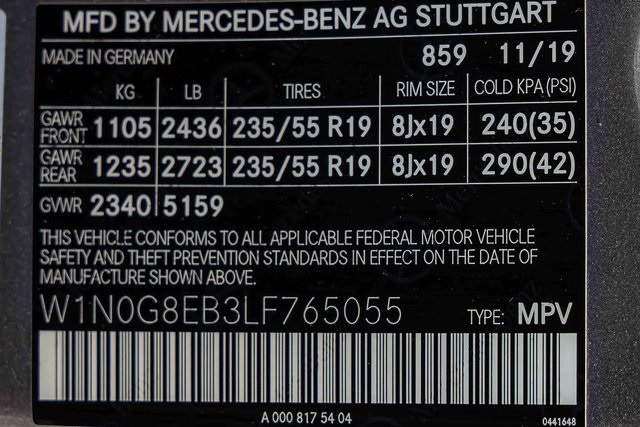 MFD BY MERCEDES-BENZ AG STUTTGART
MADE IN GERMANY 859 11/19
KG LB TIRES RIM SIZE COLD KPA (PSI)
GAWR FRONT 1105 2436 235/55 R19 8Jx19 240(35)
GAWR REAR 1235 2723 235/55 R19 8Jx19 290(42)
GVWR 2340 5159
THIS VEHICLE CONFORMS TO ALL APPLICABLE FEDERAL MOTOR VEHICLE
SAFETY AND THEFT PREVENTION STANDARDS IN EFFECT ON THE DATE OF
MANUFACTURE SHOWN ABOVE.
W1N0G8EB3LF765055 TYPE: MPV
A 000 817 54 04 0441648